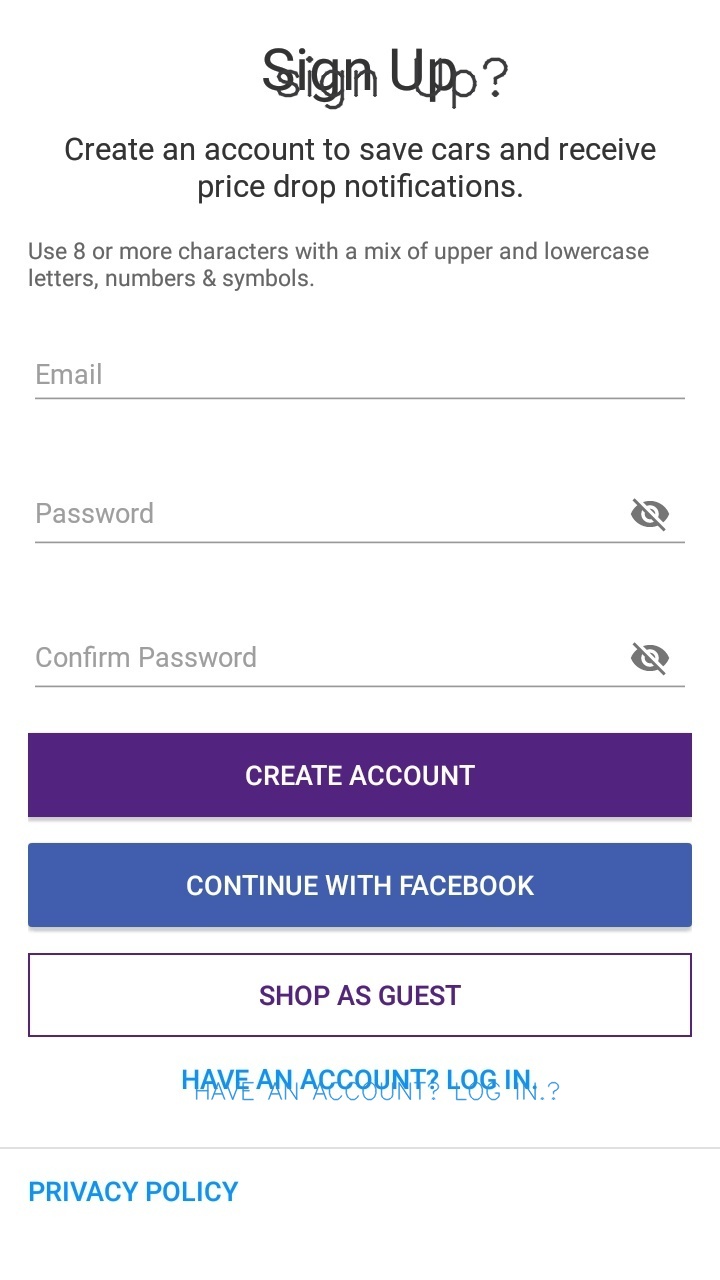 Sign Up
Sign Up?
Create an account to save cars and receive
price drop notifications.
Use 8 or more characters with a mix of upper and lowercase
letters, numbers & symbols.
Email
Password
Confirm Password
CREATE ACCOUNT
CONTINUE WITH FACEBOOK
SHOP AS GUEST
HAVE AN ACCOUNT? LOG IN.
HAVE AN ACCOUNT? LOG IN.?
PRIVACY POLICY